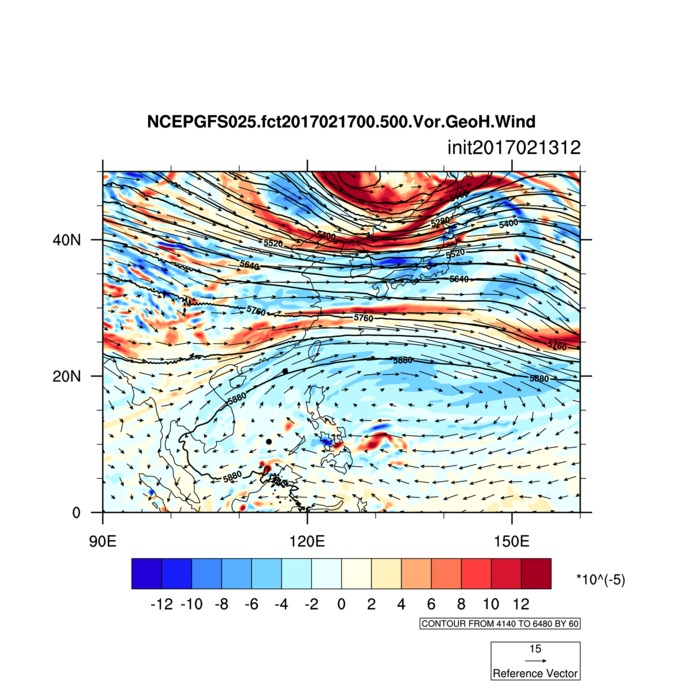 NCEPGFS025.fct2017021700.500.Vor.GeoH.Wind
init2017021312
5280
5400
5400
5520
40N
5520
5640
5640
5760
5760
5760
5880
20N
5880
5880
5880
0
90E 120E 150E
-12 -10 -8 -6 -4 -2 0 2 4 6 8 10 12
*10^(-5)
CONTOUR FROM 4140 TO 6480 BY 60
15
Reference Vector